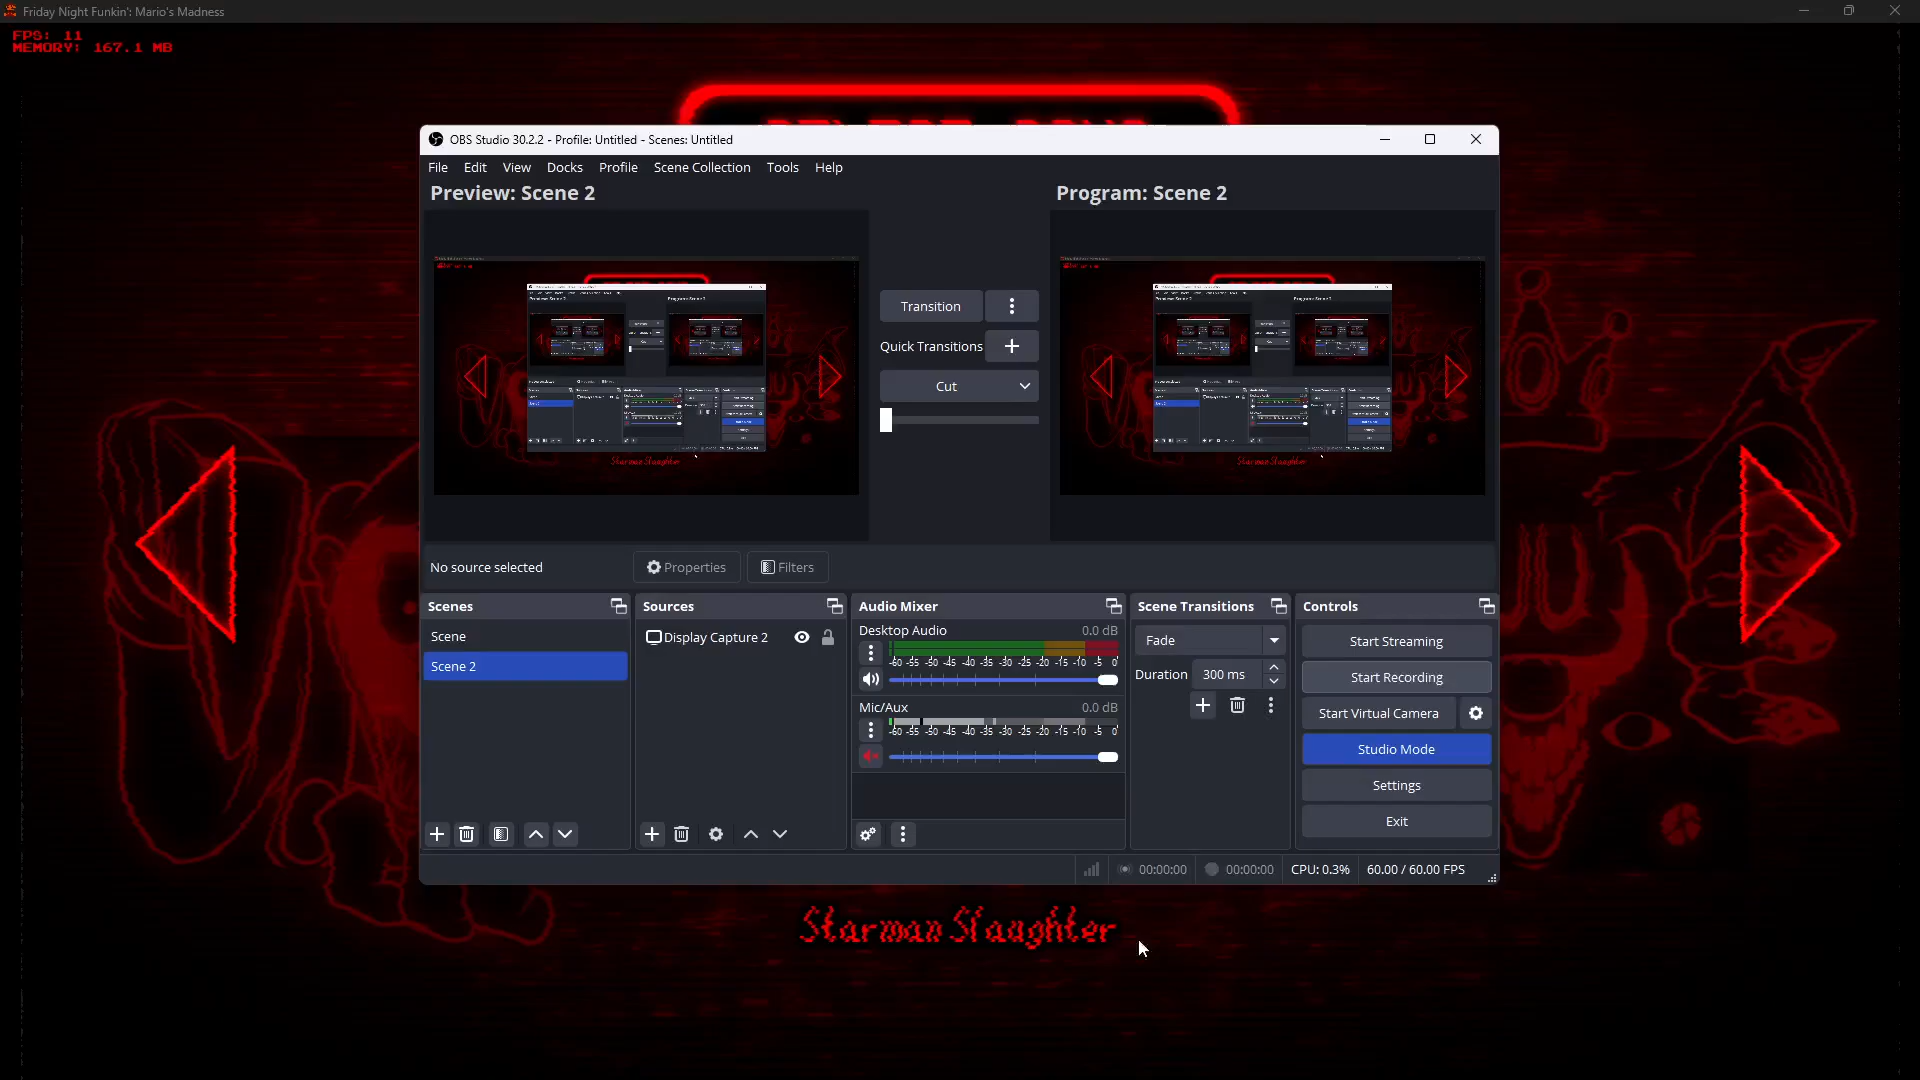 Friday Night Funkin': Mario's Madness
FPS: 11
MEMORY: 167.1 MB
OBS Studio 30.2.2 - Profile: Untitled - Scenes: Untitled
File Edit View Docks Profile Scene Collection Tools Help
Preview: Scene 2
Program: Scene 2
Transition
Quick Transitions
Cut
No source selected
Properties
Filters
Scenes
Scene
Scene 2
Sources
Display Capture 2
Audio Mixer
Desktop Audio 0.0 dB
-60 -55 -50 -45 -40 -35 -30 -25 -20 -15 -10 -5 0
Mic/Aux 0.0 dB
-60 -55 -50 -45 -40 -35 -30 -25 -20 -15 -10 -5 0
Scene Transitions
Fade
Duration 300 ms
Controls
Start Streaming
Start Recording
Start Virtual Camera
Studio Mode
Settings
Exit
00:00:00 00:00:00 CPU: 0.3% 60.00 / 60.00 FPS
Starman Slaughter